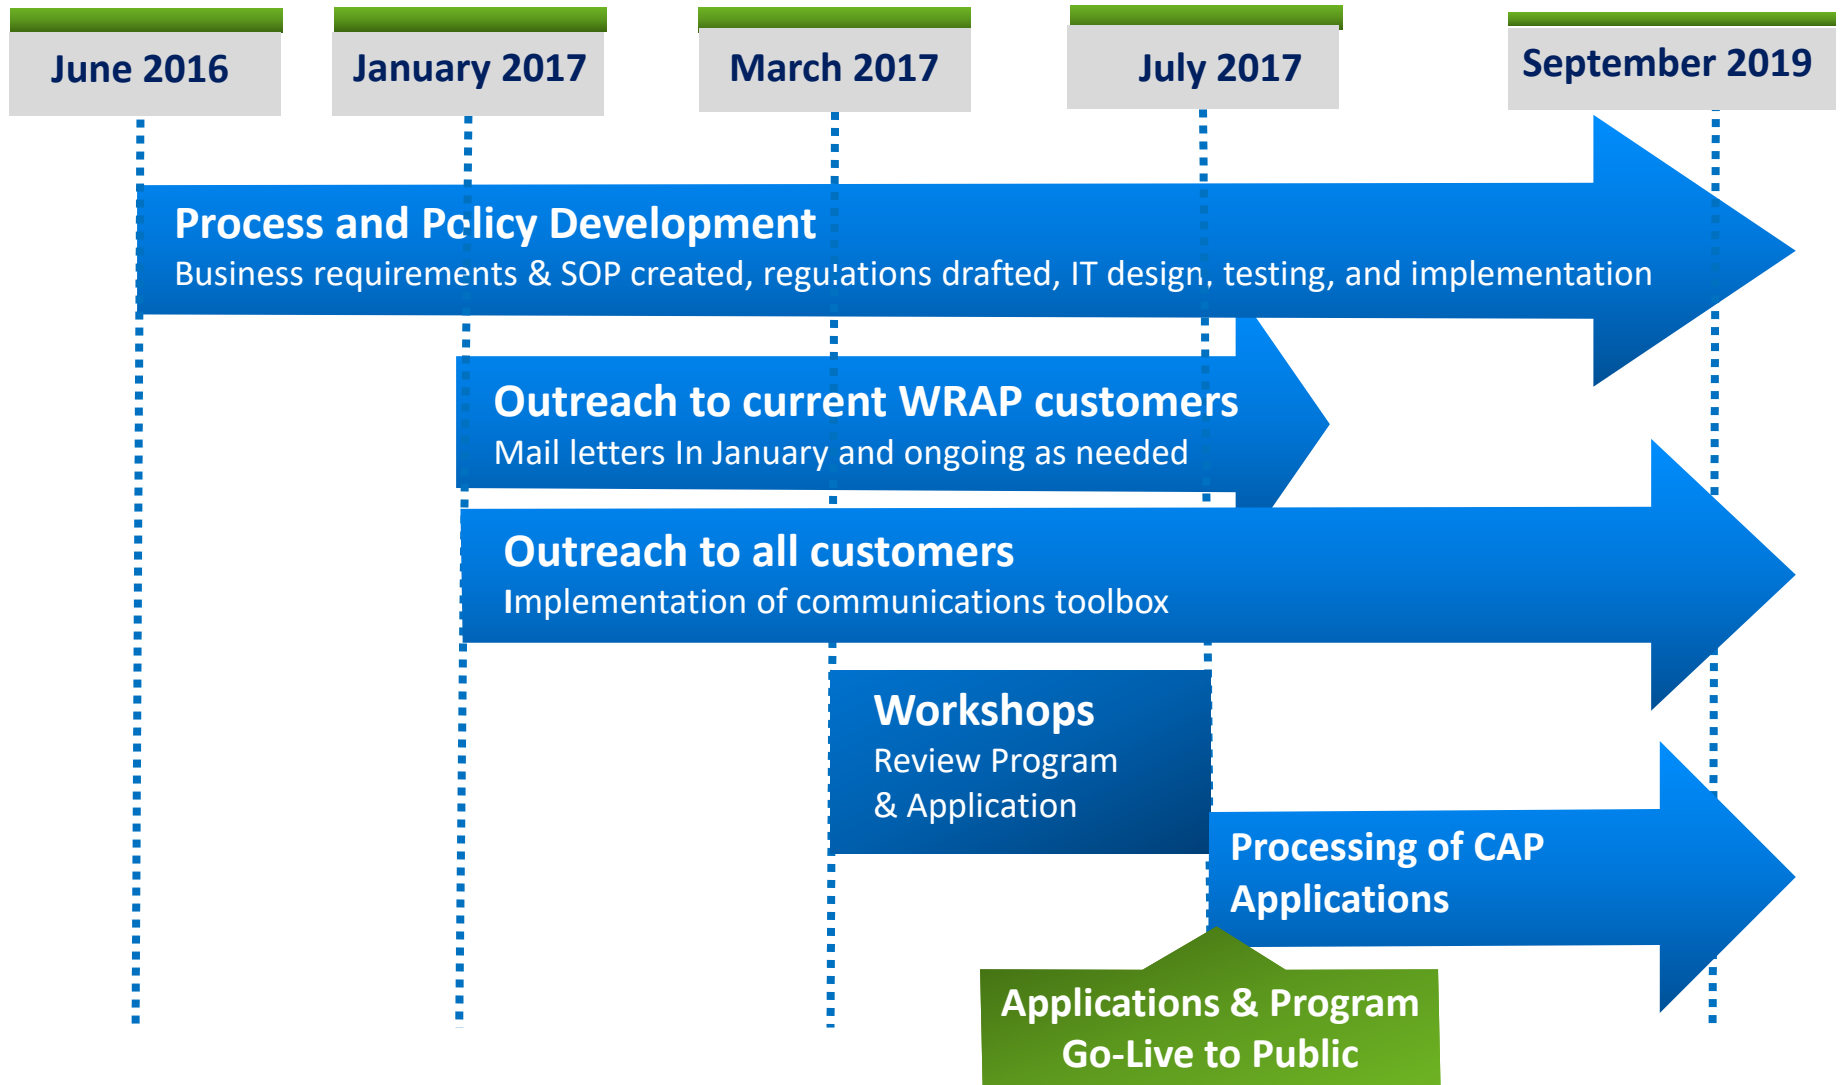 June 2016
January 2017
March 2017
July 2017
September 2019
Process and Policy Development
Business requirements & SOP created, regulations drafted, IT design, testing, and implementation
Outreach to current WRAP customers
Mail letters In January and ongoing as needed
Outreach to all customers
Implementation of communications toolbox
Workshops
Review Program
& Application
Processing of CAP
Applications
Applications & Program
Go-Live to Public